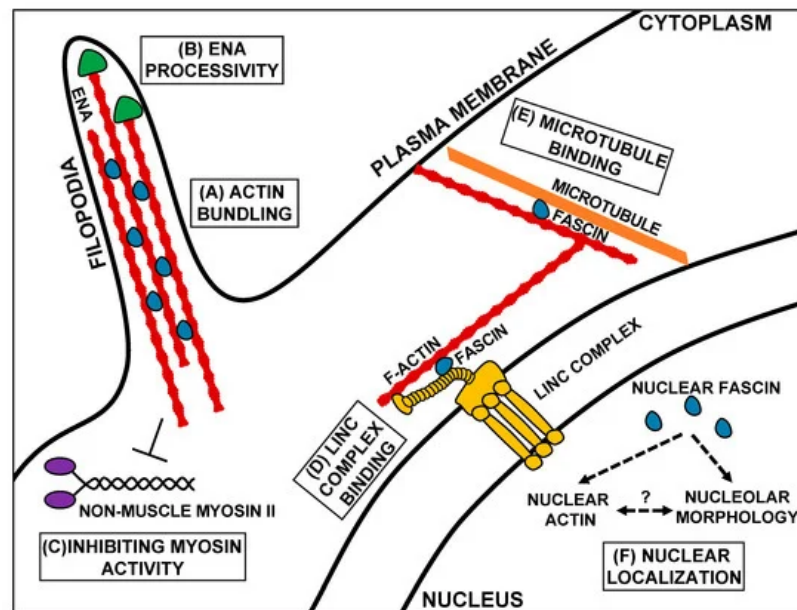 CYTOPLASM
(B) ENA
PROCESSIVITY
ENA
PLASMA MEMBRANE
(E) MICROTUBULE
BINDING
MICROTUBULE
FASCIN
(A) ACTIN
BUNDLING
FILOPODIA
F-ACTIN
FASCIN
LINC COMPLEX
(D) LINC
COMPLEX
BINDING
NUCLEAR FASCIN
NUCLEAR
ACTIN
?
NUCLEOLAR
MORPHOLOGY
NON-MUSCLE MYOSIN II
(C)INHIBITING MYOSIN
ACTIVITY
(F) NUCLEAR
LOCALIZATION
NUCLEUS